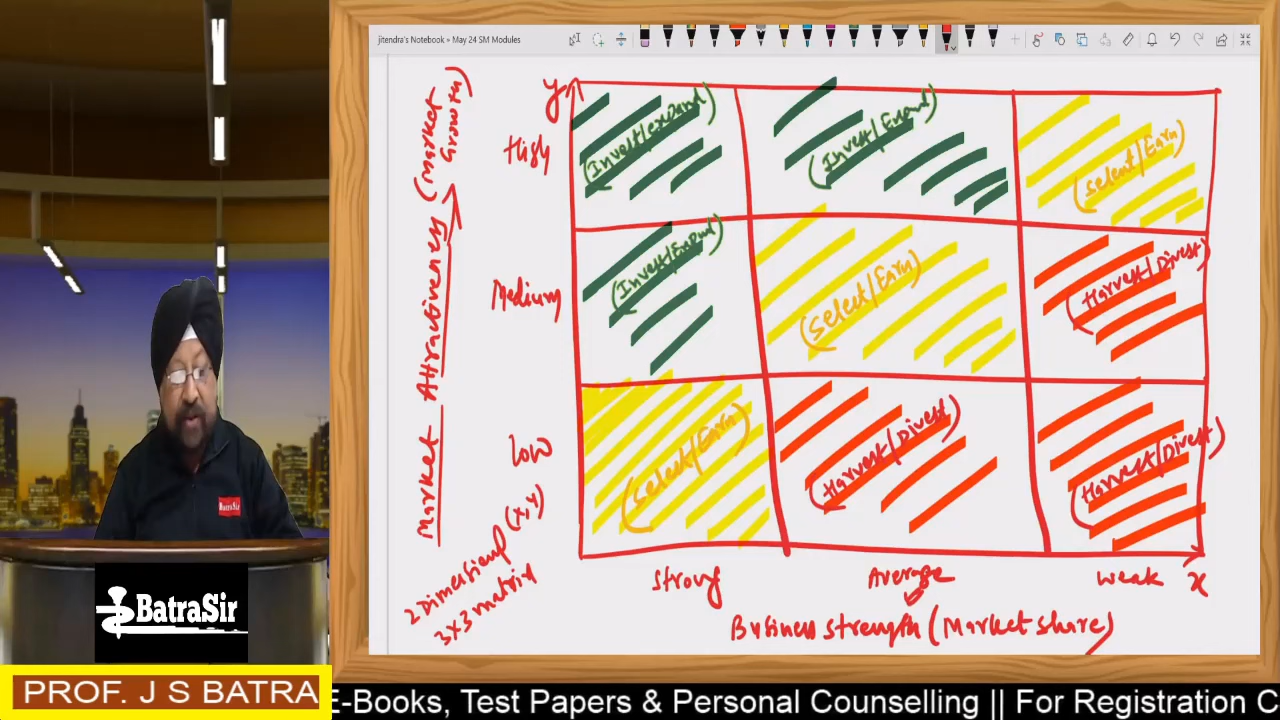 jitendra's Notebook » May 24 SM Modules
y
High
(Invest/expand)
(Invest/Expand)
(Select/Earn)
Market Attractiveness (Market Growth)
Medium
(Invest/Expand)
(Select/Earn)
(Harvest/Divest)
Low
(Select/Earn)
(Harvest/Divest)
(Harvest/Divest)
2 Dimensional (x,y)
3x3 matrix
Strong
Average
Weak
x
Business strength (Market share)
BatraSir
BatraSir
PROF. J S BATRA
E-Books, Test Papers & Personal Counselling || For Registration C